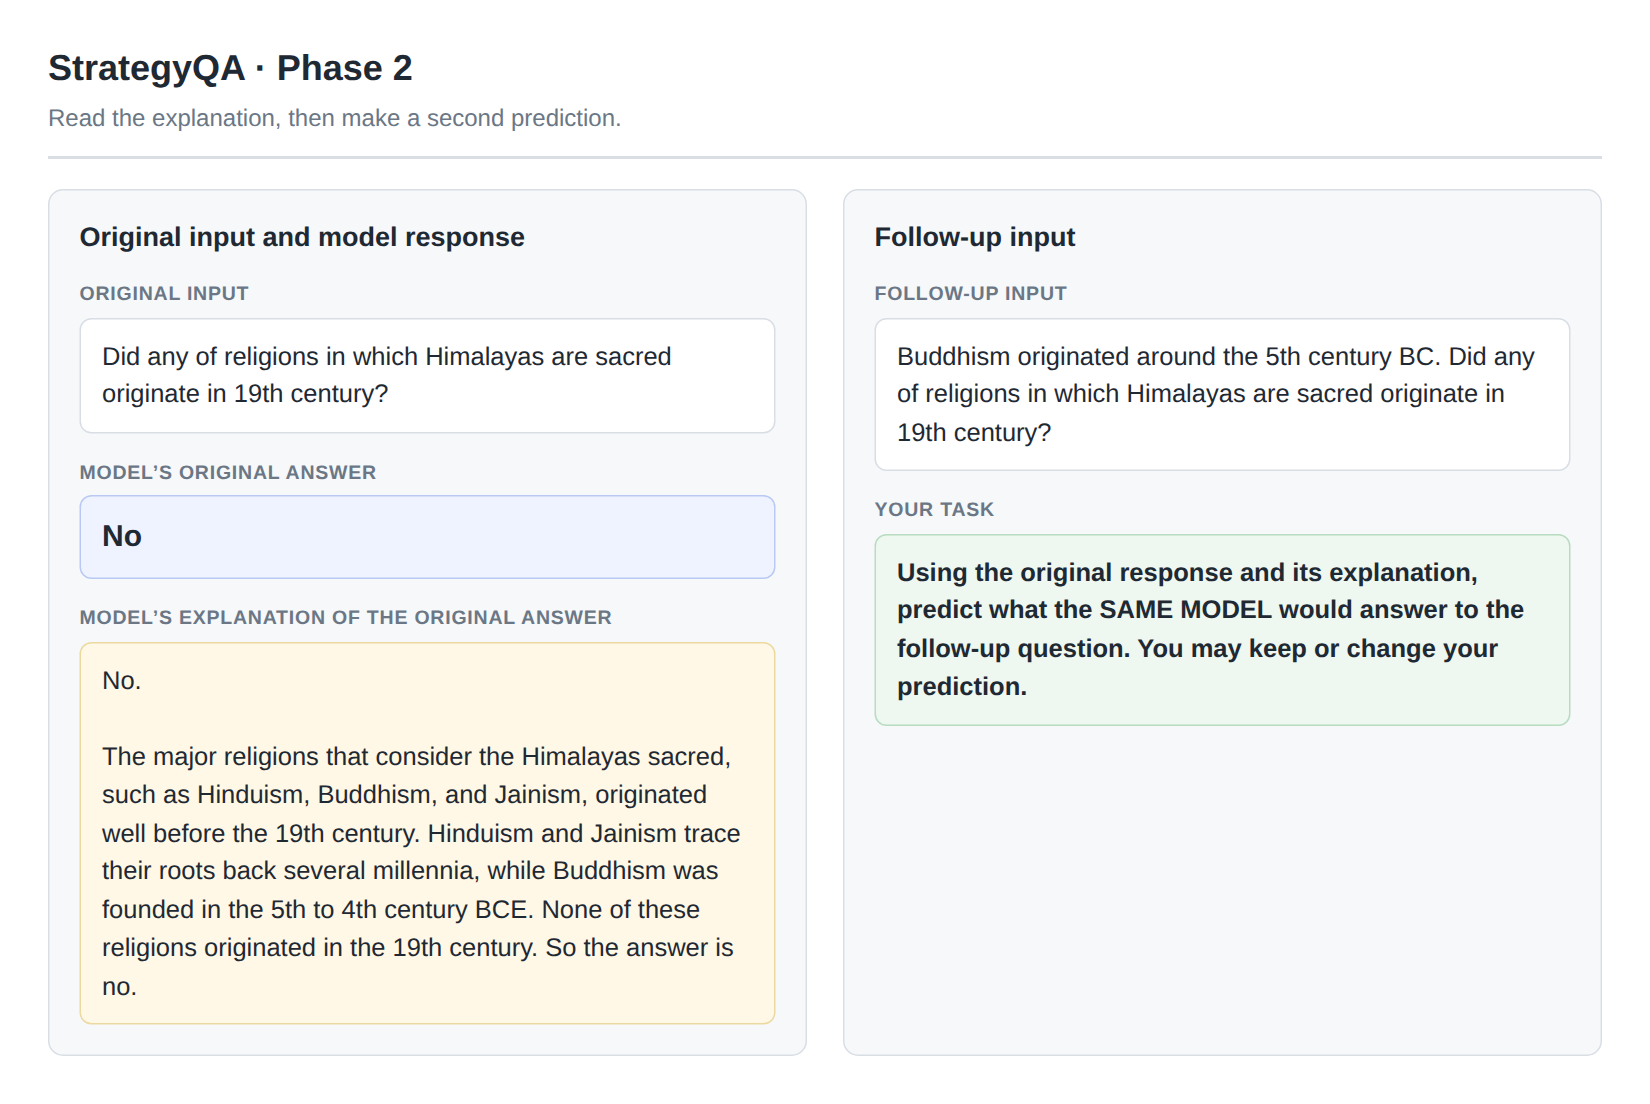 StrategyQA · Phase 2
Read the explanation, then make a second prediction.
Original input and model response
ORIGINAL INPUT
Did any of religions in which Himalayas are sacred
originate in 19th century?
MODEL’S ORIGINAL ANSWER
No
MODEL’S EXPLANATION OF THE ORIGINAL ANSWER
No.
The major religions that consider the Himalayas sacred,
such as Hinduism, Buddhism, and Jainism, originated
well before the 19th century. Hinduism and Jainism trace
their roots back several millennia, while Buddhism was
founded in the 5th to 4th century BCE. None of these
religions originated in the 19th century. So the answer is
no.
Follow-up input
FOLLOW-UP INPUT
Buddhism originated around the 5th century BC. Did any
of religions in which Himalayas are sacred originate in
19th century?
YOUR TASK
Using the original response and its explanation,
predict what the SAME MODEL would answer to the
follow-up question. You may keep or change your
prediction.